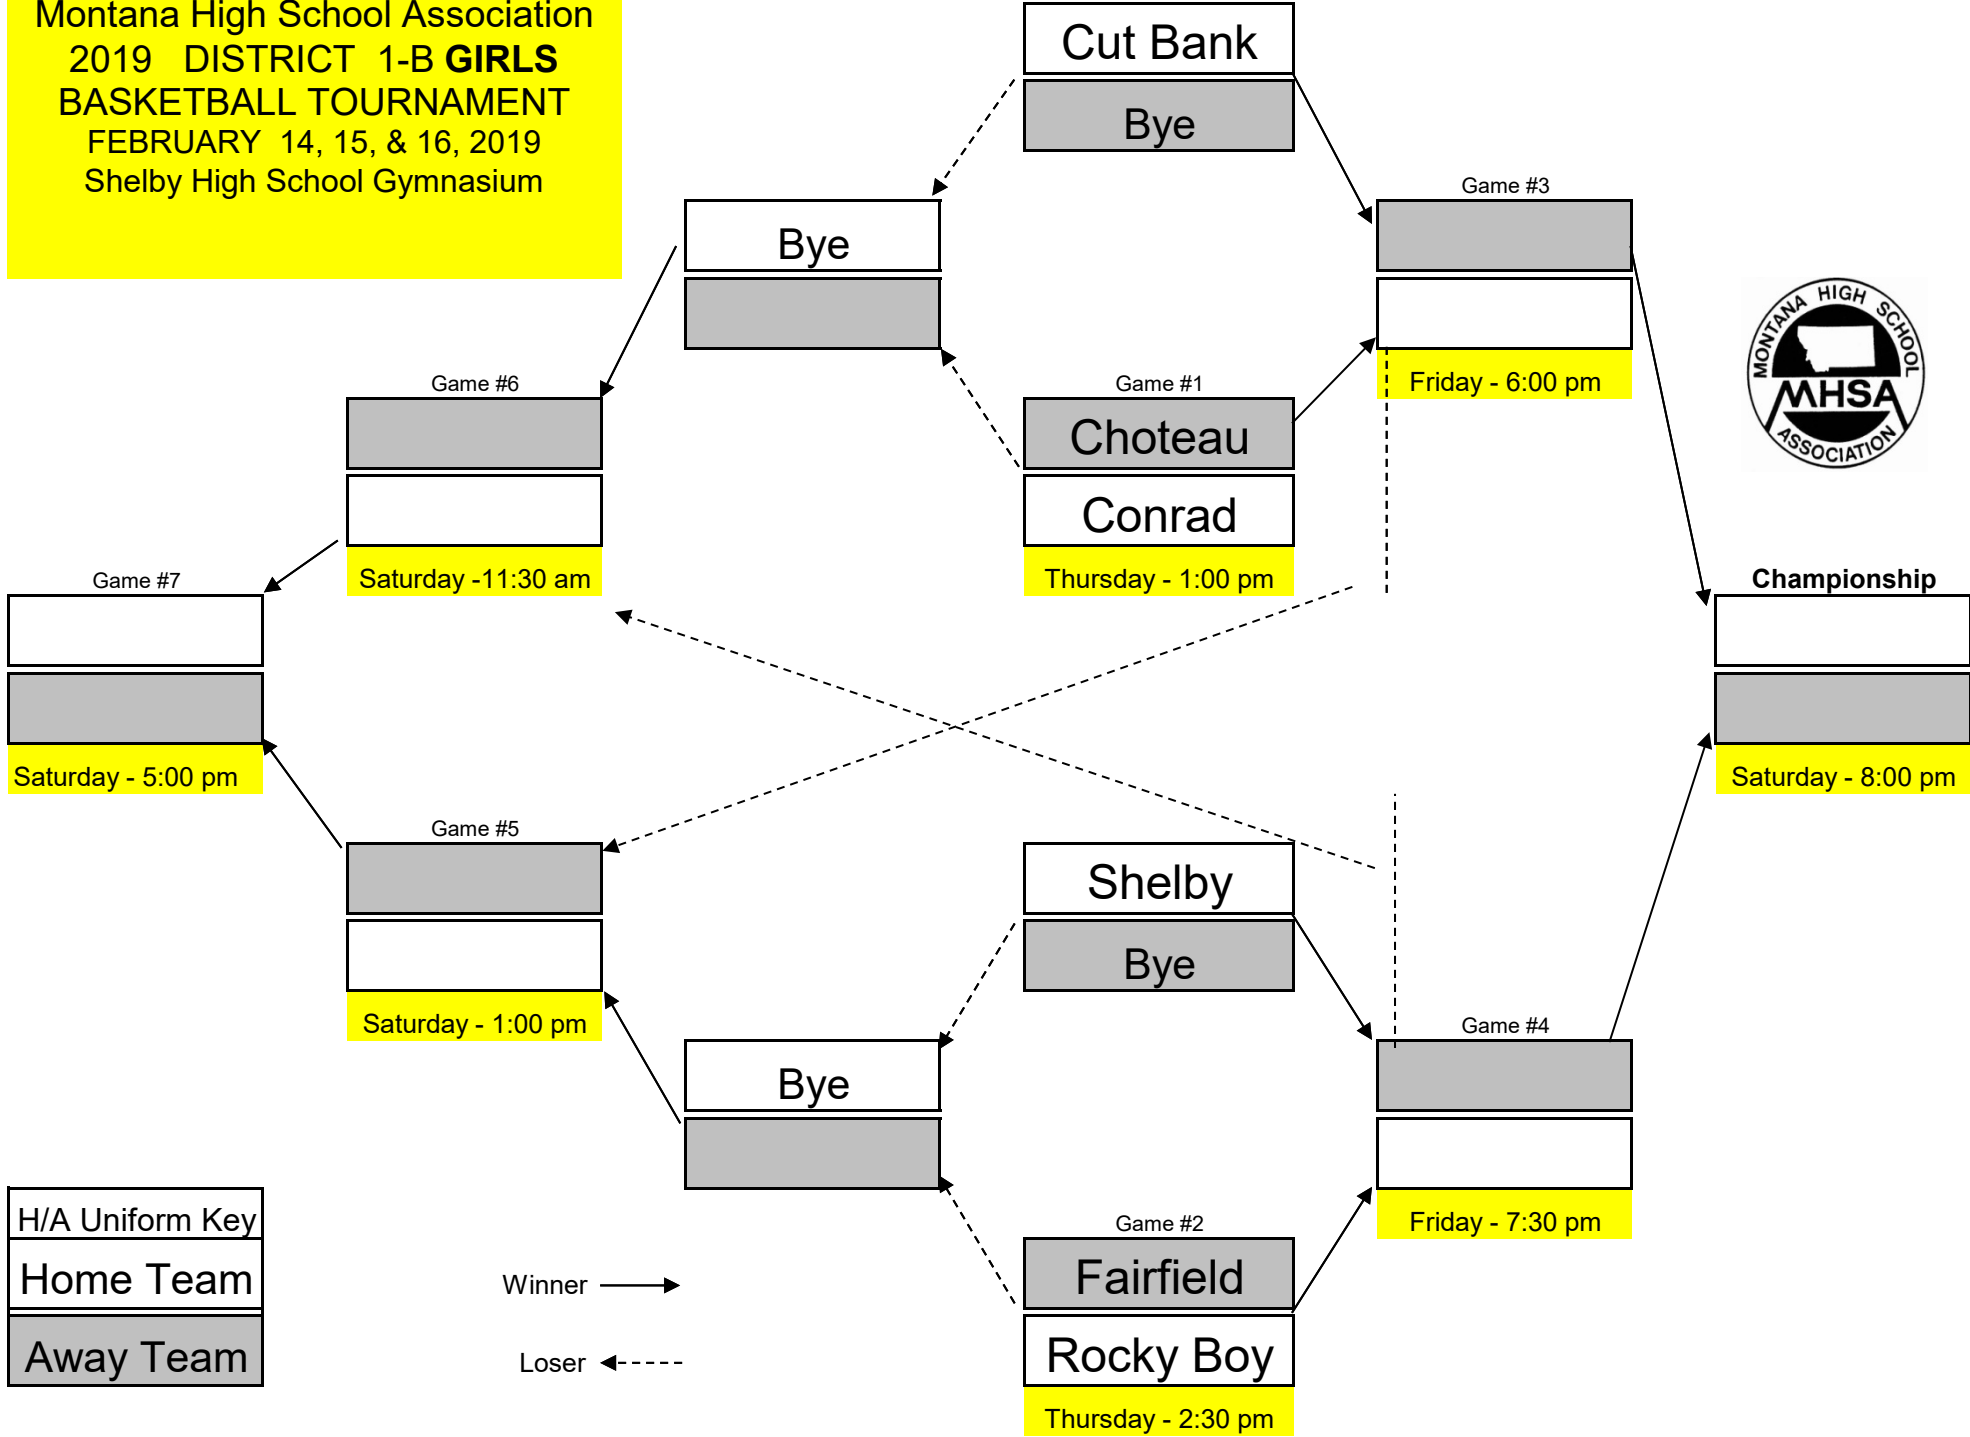 Montana High School Association
2019 DISTRICT 1-B GIRLS
BASKETBALL TOURNAMENT
FEBRUARY 14, 15, & 16, 2019
Shelby High School Gymnasium
Cut Bank
Bye
Game #3
Bye
Friday - 6:00 pm
MONTANA HIGH SCHOOL
MHSA
ASSOCIATION
Game #6
Game #1
Choteau
Conrad
Saturday -11:30 am
Thursday - 1:00 pm
Game #7
Championship
Saturday - 5:00 pm
Saturday - 8:00 pm
Game #5
Shelby
Bye
Saturday - 1:00 pm
Game #4
Bye
Friday - 7:30 pm
H/A Uniform Key
Home Team
Away Team
Winner
Loser
Game #2
Fairfield
Rocky Boy
Thursday - 2:30 pm